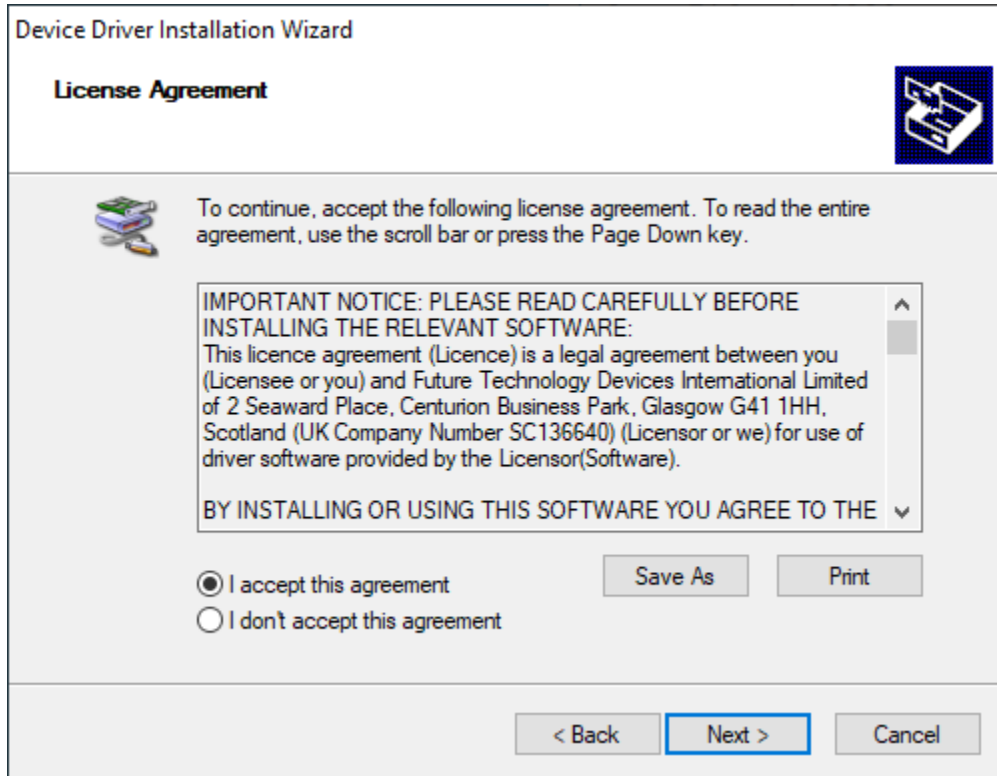 Device Driver Installation Wizard
License Agreement
To continue, accept the following license agreement. To read the entire
agreement, use the scroll bar or press the Page Down key.
IMPORTANT NOTICE: PLEASE READ CAREFULLY BEFORE
INSTALLING THE RELEVANT SOFTWARE:
This licence agreement (Licence) is a legal agreement between you
(Licensee or you) and Future Technology Devices International Limited
of 2 Seaward Place, Centurion Business Park, Glasgow G41 1HH,
Scotland (UK Company Number SC136640) (Licensor or we) for use of
driver software provided by the Licensor(Software).
BY INSTALLING OR USING THIS SOFTWARE YOU AGREE TO THE
I accept this agreement
Save As
Print
I don't accept this agreement
< Back
Next >
Cancel